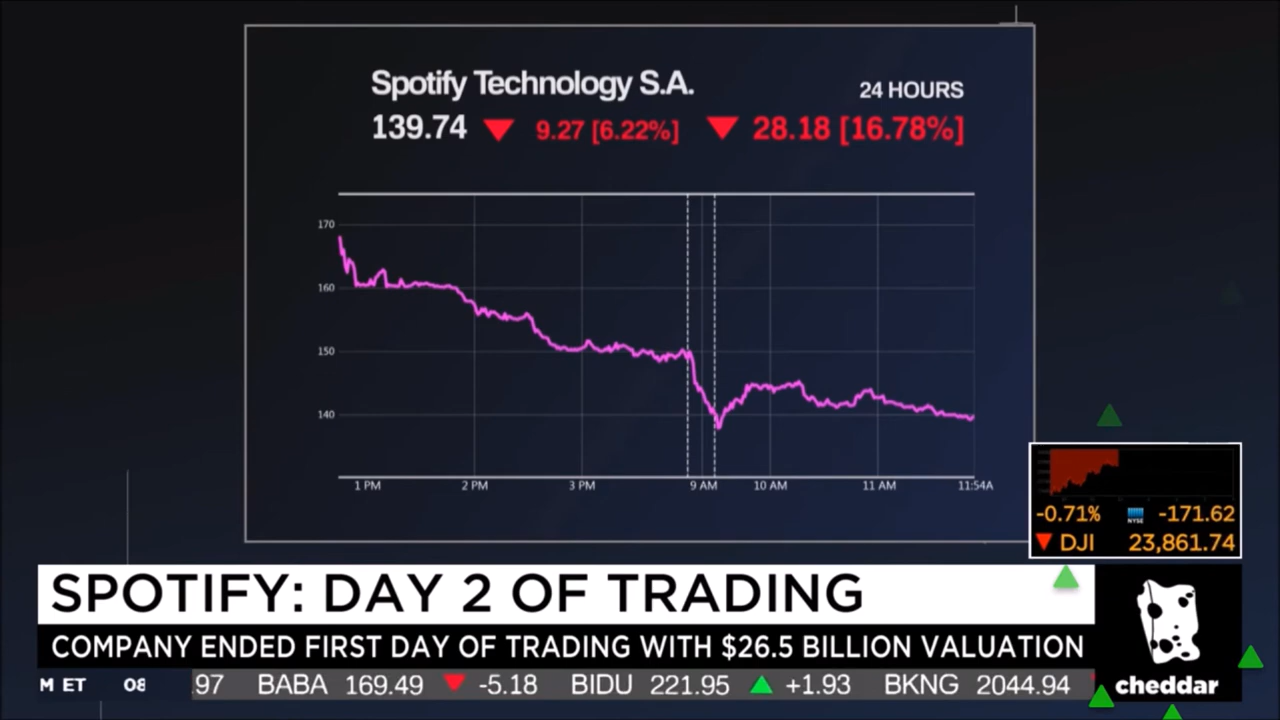 Spotify Technology S.A.
24 HOURS
139.74 ▼ 9.27 [6.22%] ▼ 28.18 [16.78%]
170
160
150
140
1 PM 2 PM 3 PM 9 AM 10 AM 11 AM 11:54A
-0.71% NYSE -171.62
▼ DJI 23,861.74
SPOTIFY: DAY 2 OF TRADING
COMPANY ENDED FIRST DAY OF TRADING WITH $26.5 BILLION VALUATION
M ET 08 .97 BABA 169.49 ▼ -5.18 BIDU 221.95 ▲ +1.93 BKNG 2044.94
cheddar